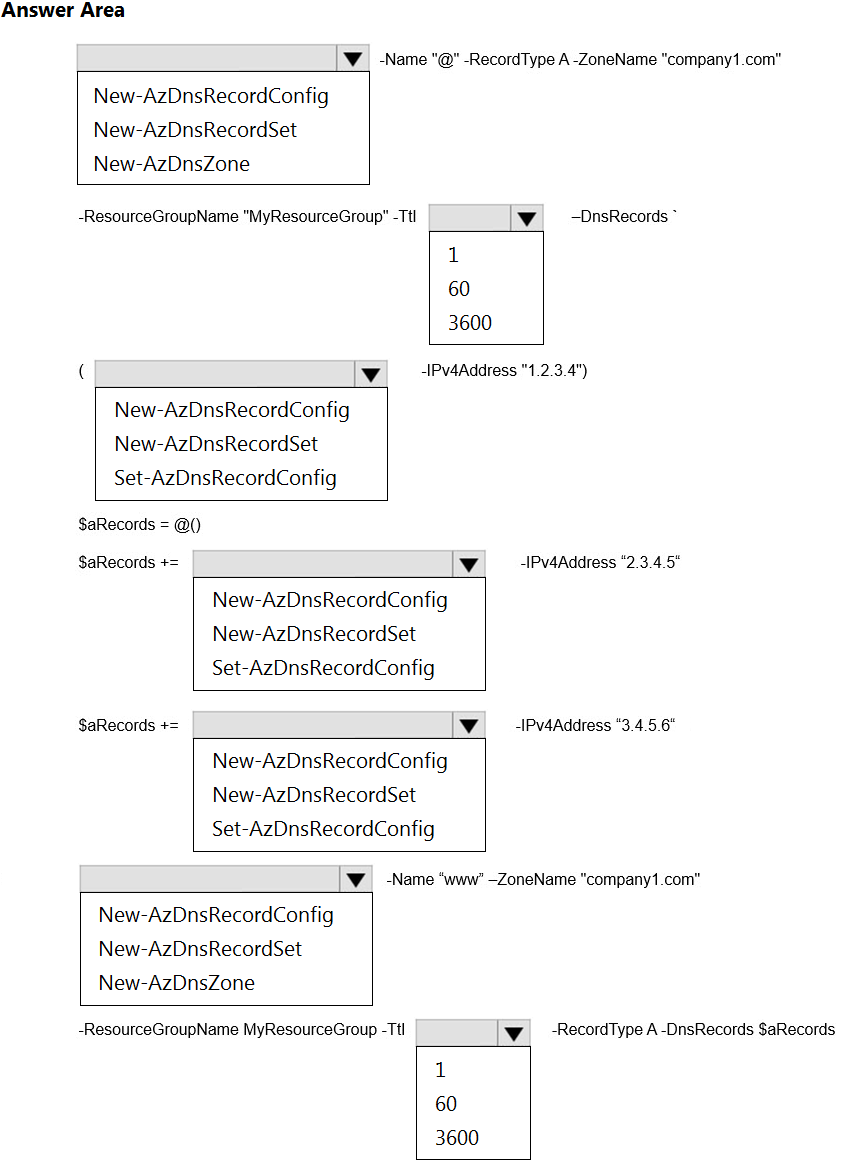 Answer Area
-Name "@" -RecordType A -ZoneName "company1.com"
New-AzDnsRecordConfig
New-AzDnsRecordSet
New-AzDnsZone
-ResourceGroupName "MyResourceGroup" -Ttl –DnsRecords `
1
60
3600
( -IPv4Address "1.2.3.4")
New-AzDnsRecordConfig
New-AzDnsRecordSet
Set-AzDnsRecordConfig
$aRecords = @()
$aRecords += -IPv4Address “2.3.4.5“
New-AzDnsRecordConfig
New-AzDnsRecordSet
Set-AzDnsRecordConfig
$aRecords += -IPv4Address “3.4.5.6“
New-AzDnsRecordConfig
New-AzDnsRecordSet
Set-AzDnsRecordConfig
-Name “www” –ZoneName "company1.com"
New-AzDnsRecordConfig
New-AzDnsRecordSet
New-AzDnsZone
-ResourceGroupName MyResourceGroup -Ttl -RecordType A -DnsRecords $aRecords
1
60
3600